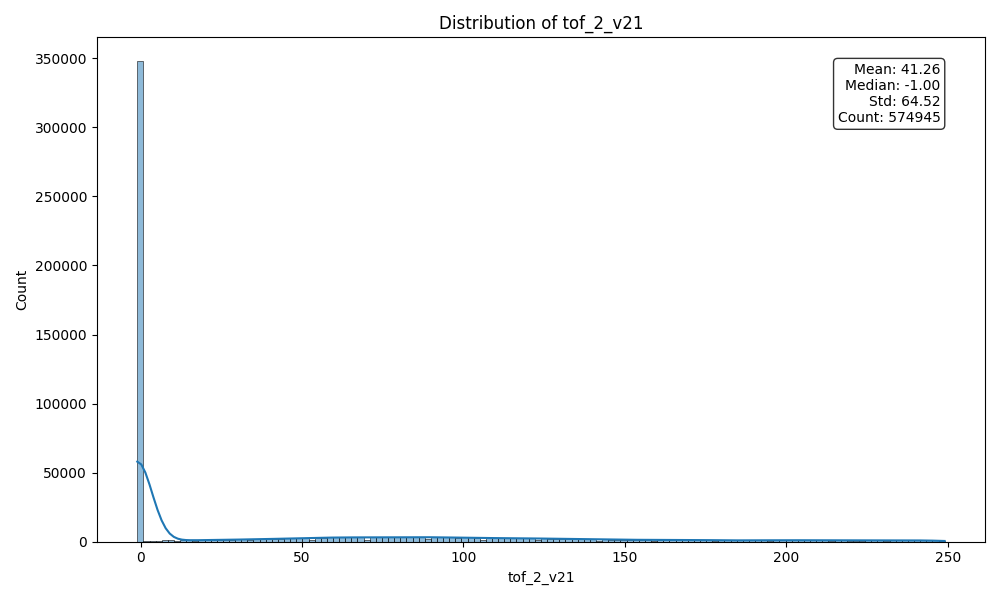 Distribution of tof_2_v21
Mean: 41.26
Median: -1.00
Std: 64.52
Count: 574945
350000
300000
250000
200000
150000
100000
50000
0
Count
0 50 100 150 200 250
tof_2_v21